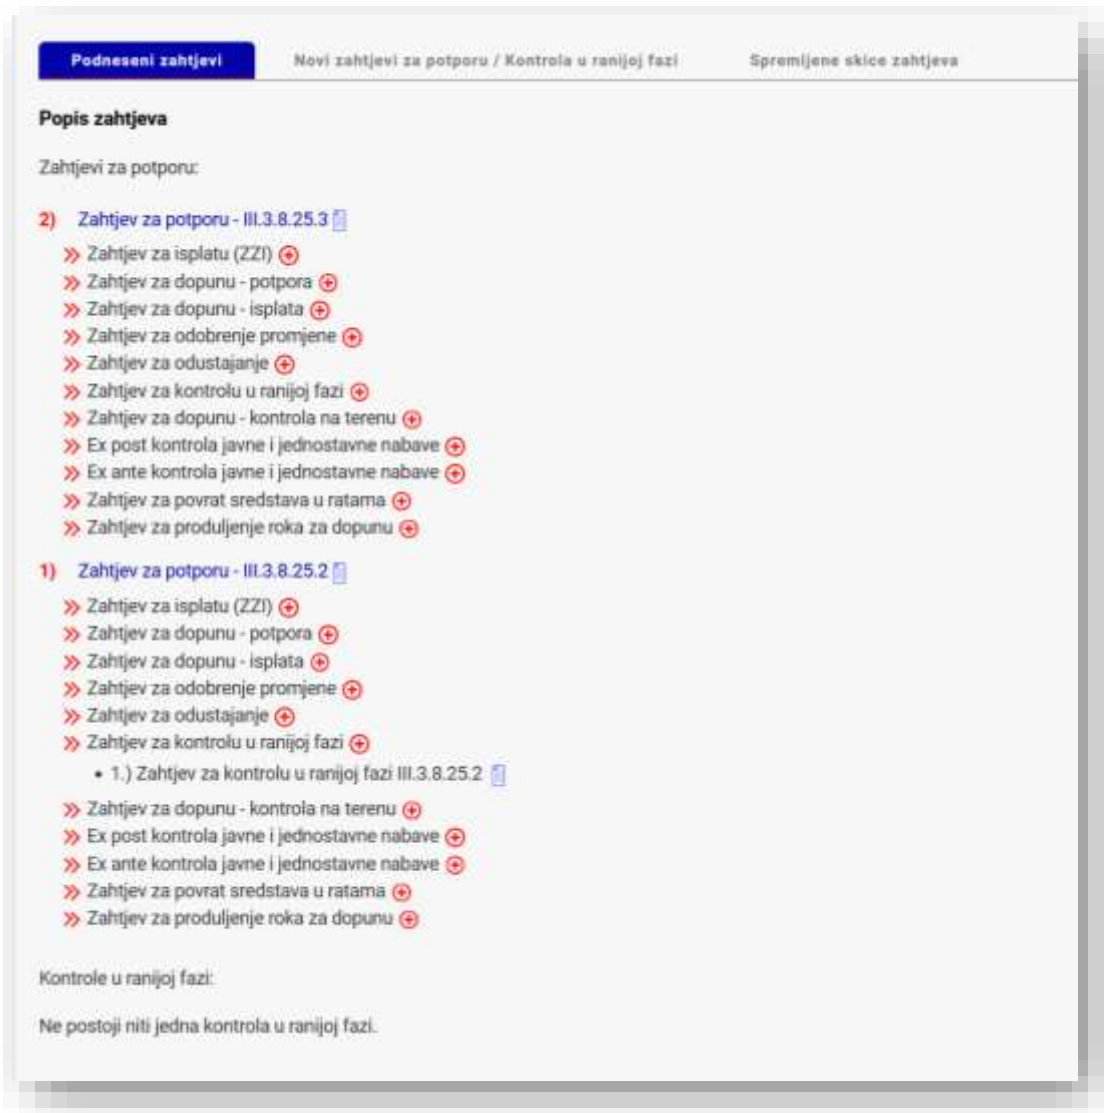 Podneseni zahtjevi
Novi zahtjevi za potporu / Kontrola u ranijoj fazi
Spremljene skice zahtjeva
Popis zahtjeva
Zahtjevi za potporu:
2) Zahtjev za potporu - III.3.8.25.3
Zahtjev za isplatu (ZZI)
Zahtjev za dopunu - potpora
Zahtjev za dopunu - isplata
Zahtjev za odobrenje promjene
Zahtjev za odustajanje
Zahtjev za kontrolu u ranijoj fazi
Zahtjev za dopunu - kontrola na terenu
Ex post kontrola javne i jednostavne nabave
Ex ante kontrola javne i jednostavne nabave
Zahtjev za povrat sredstava u ratama
Zahtjev za produljenje roka za dopunu
1) Zahtjev za potporu - III.3.8.25.2
Zahtjev za isplatu (ZZI)
Zahtjev za dopunu - potpora
Zahtjev za dopunu - isplata
Zahtjev za odobrenje promjene
Zahtjev za odustajanje
Zahtjev za kontrolu u ranijoj fazi
• 1.) Zahtjev za kontrolu u ranijoj fazi III.3.8.25.2
Zahtjev za dopunu - kontrola na terenu
Ex post kontrola javne i jednostavne nabave
Ex ante kontrola javne i jednostavne nabave
Zahtjev za povrat sredstava u ratama
Zahtjev za produljenje roka za dopunu
Kontrole u ranijoj fazi:
Ne postoji niti jedna kontrola u ranijoj fazi.